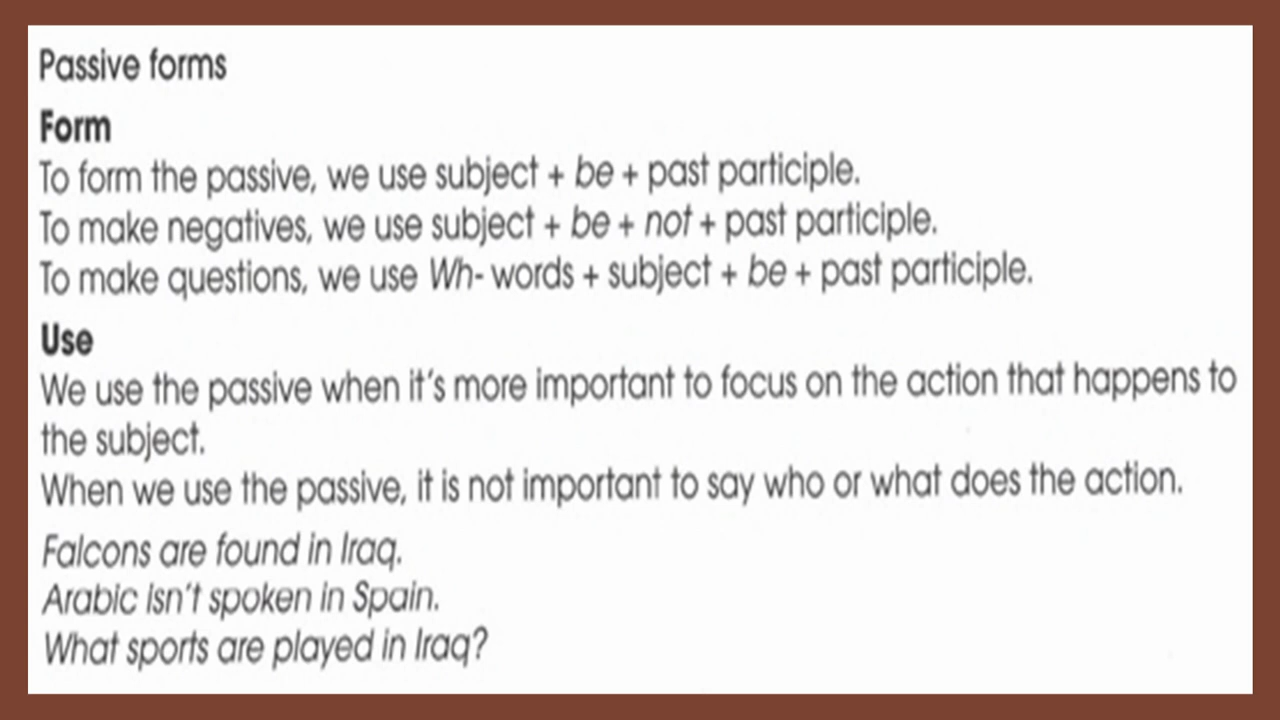 Passive forms
Form
To form the passive, we use subject + be + past participle.
To make negatives, we use subject + be + not + past participle.
To make questions, we use Wh- words + subject + be + past participle.
Use
We use the passive when it's more important to focus on the action that happens to
the subject.
When we use the passive, it is not important to say who or what does the action.
Falcons are found in Iraq.
Arabic isn't spoken in Spain.
What sports are played in Iraq?